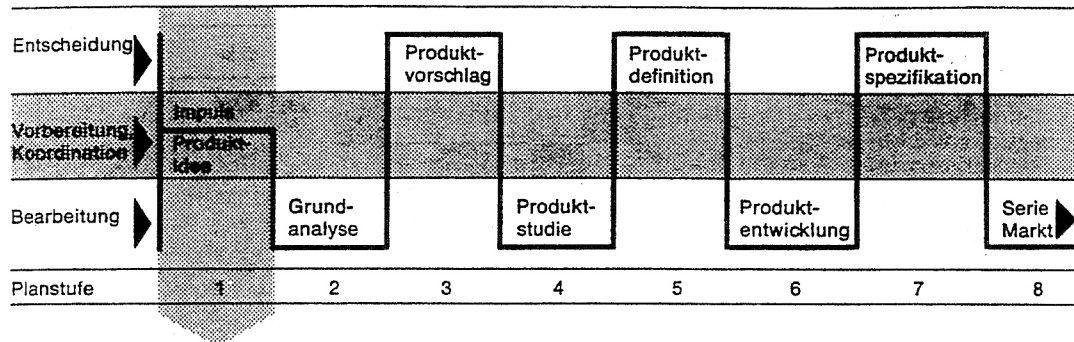 Entscheidung
Produkt-
vorschlag
Produkt-
definition
Produkt-
spezifikation
Impuls
Vorbereitung,
Koordination
Produkt-
idee
Bearbeitung
Grund-
analyse
Produkt-
studie
Produkt-
entwicklung
Serie
Markt
Planstufe 1 2 3 4 5 6 7 8